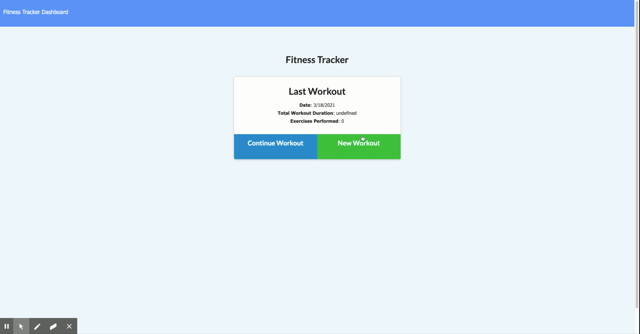 Fitness Tracker Dashboard
Fitness Tracker
Last Workout
Date: 3/18/2021
Total Workout Duration: undefined
Exercises Performed: 0
Continue Workout New Workout